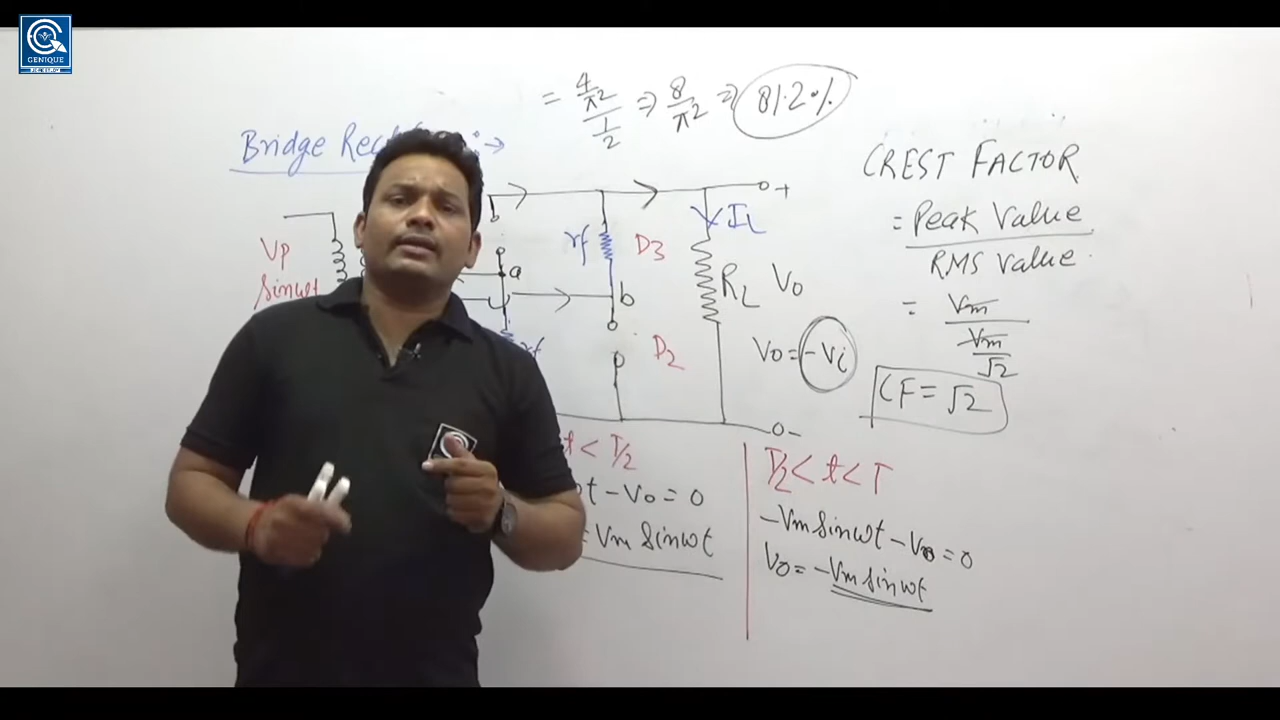 GENIQUE
= 4/π2 / 1/2 => 8/π2 => 81.2%
Bridge Rec :->
CREST FACTOR
= Peak Value
RMS Value
= Vm
Vm/√2
CF = √2
+
IL
rf D3
Vp
Sinωt
a
b
RL Vo
rf
D2
Vo = -Vi
-
t < T/2
T/2 < t < T
ωt - Vo = 0
= Vm Sinωt
-Vm Sinωt - Vo = 0
Vo = -Vm Sinωt